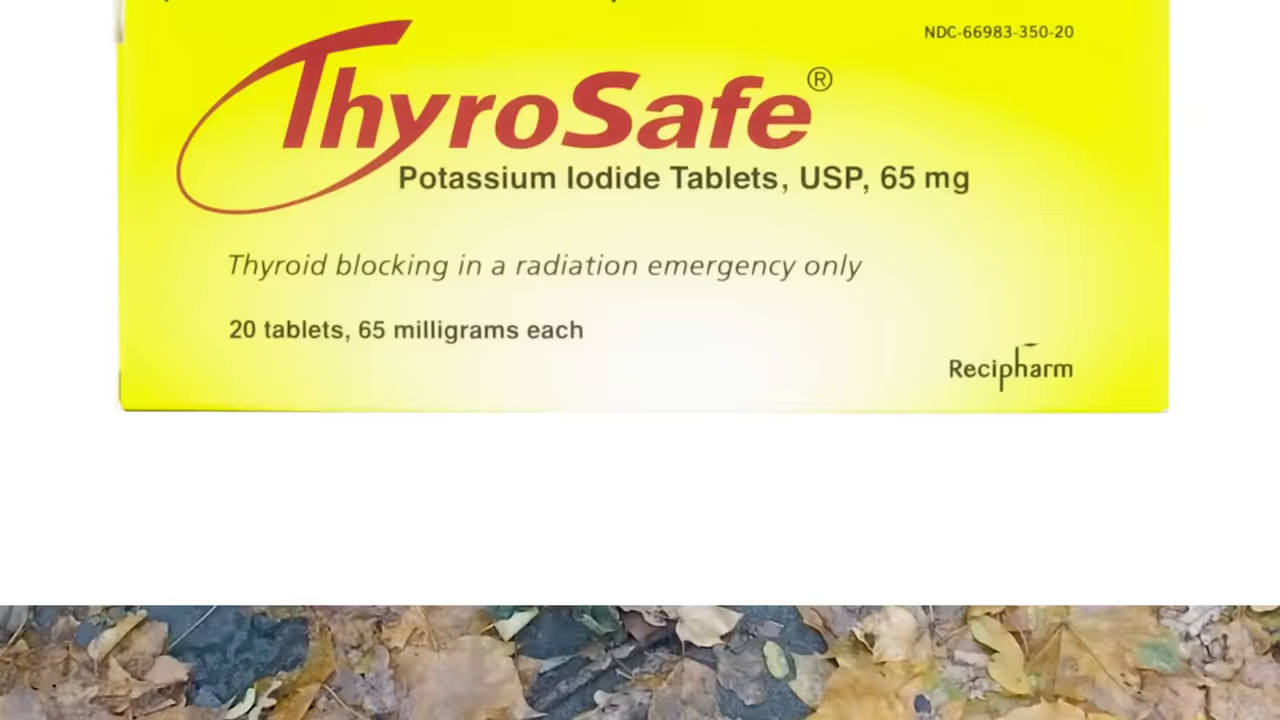 NDC-66983-350-20
ThyroSafe®
Potassium Iodide Tablets, USP, 65 mg
Thyroid blocking in a radiation emergency only
20 tablets, 65 milligrams each
Recipharm